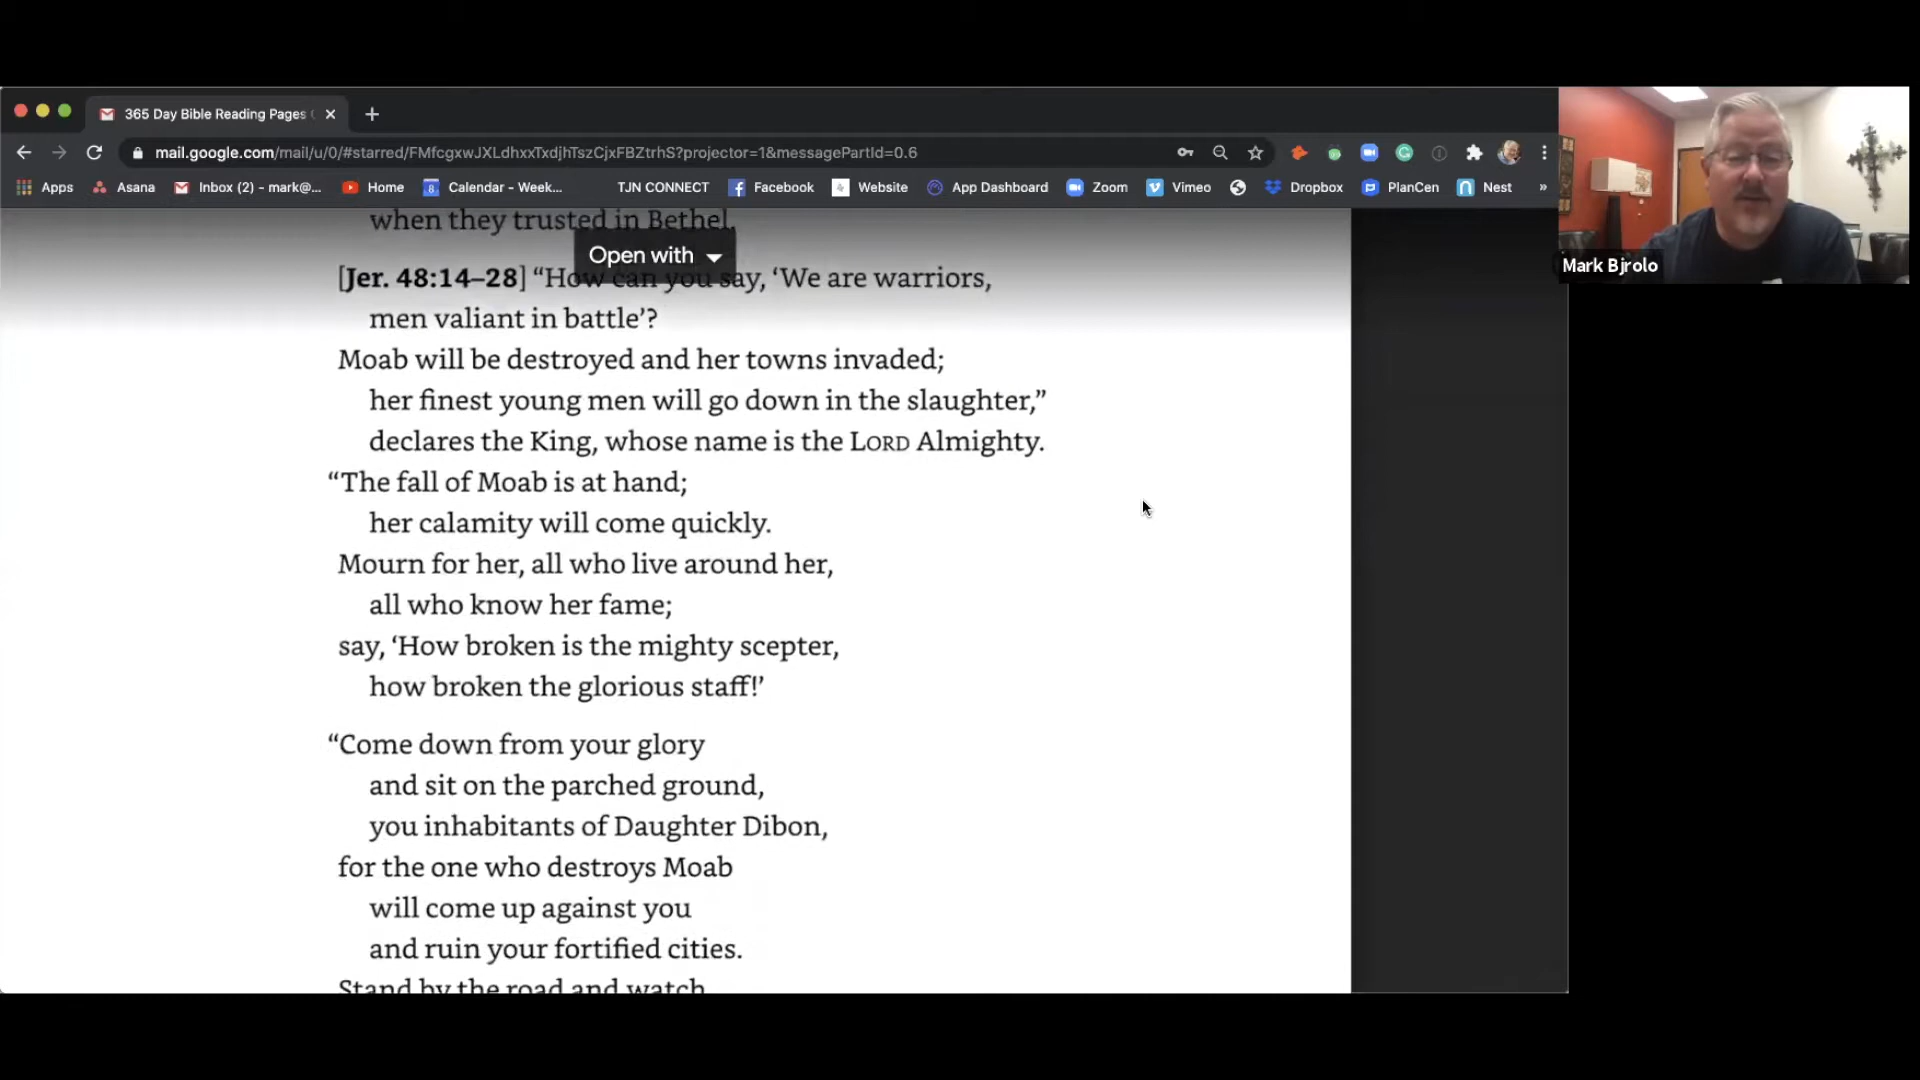 365 Day Bible Reading Pages
mail.google.com/mail/u/0/#starred/FMfcgxwJXLdhxxTxdjhTszCjxFBZtrhS?projector=1&messagePartId=0.6
Apps Asana Inbox (2) - mark@... Home Calendar - Week... TJN CONNECT Facebook Website App Dashboard Zoom Vimeo Dropbox PlanCen Nest »
Mark Bjrolo
when they trusted in Bethel.
Open with
[Jer. 48:14–28] “How can you say, ‘We are warriors,
men valiant in battle’?
Moab will be destroyed and her towns invaded;
her finest young men will go down in the slaughter,”
declares the King, whose name is the LORD Almighty.
“The fall of Moab is at hand;
her calamity will come quickly.
Mourn for her, all who live around her,
all who know her fame;
say, ‘How broken is the mighty scepter,
how broken the glorious staff!’
“Come down from your glory
and sit on the parched ground,
you inhabitants of Daughter Dibon,
for the one who destroys Moab
will come up against you
and ruin your fortified cities.
Stand by the road and watch